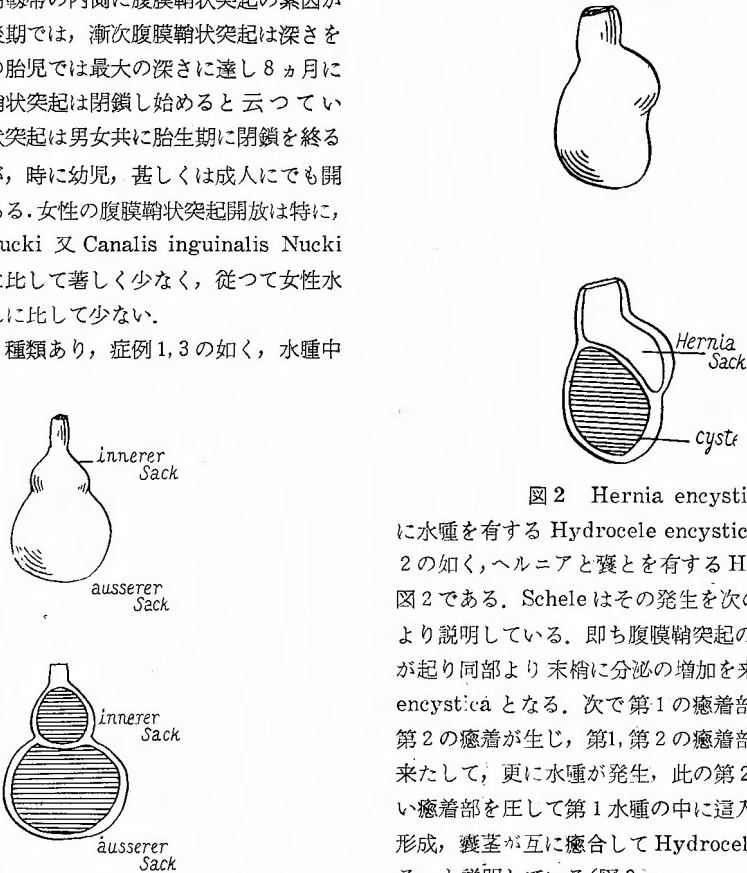 靱帯の内側に腹膜鞘状突起の素因が
後期では，漸次腹膜鞘状突起は深さを
の胎児では最大の深さに達し8ヵ月に
鞘状突起は閉鎖し始めると云つてい
状突起は男女共に胎生期に閉鎖を終る
が，時に幼児，甚しくは成人にでも開
ある．女性の腹膜鞘状突起開放は特に，
Nucki 又 Canalis inguinalis Nucki
に比して著しく少なく，従つて女性水
に比して少ない．
種類あり，症例1,3の如く，水腫中
innerer
Sack
ausserer
Sack
innerer
Sack
äusserer
Sack
Hernia
Sack
cyste
図2 Hernia encysti
に水腫を有する Hydrocele encystic
2の如く，ヘルニアと嚢とを有する H
図2である．Schele はその発生を次の
より説明している．即ち腹膜鞘突起の
が起り同部より末梢に分泌の増加を来
encystica となる．次で第1の癒着部
第2の癒着が生じ，第1,第2の癒着部
来たして，更に水腫が発生，此の第2
い癒着部を圧して第1水腫の中に這入
形成，嚢茎が互に癒合して Hydrocel
と説明している